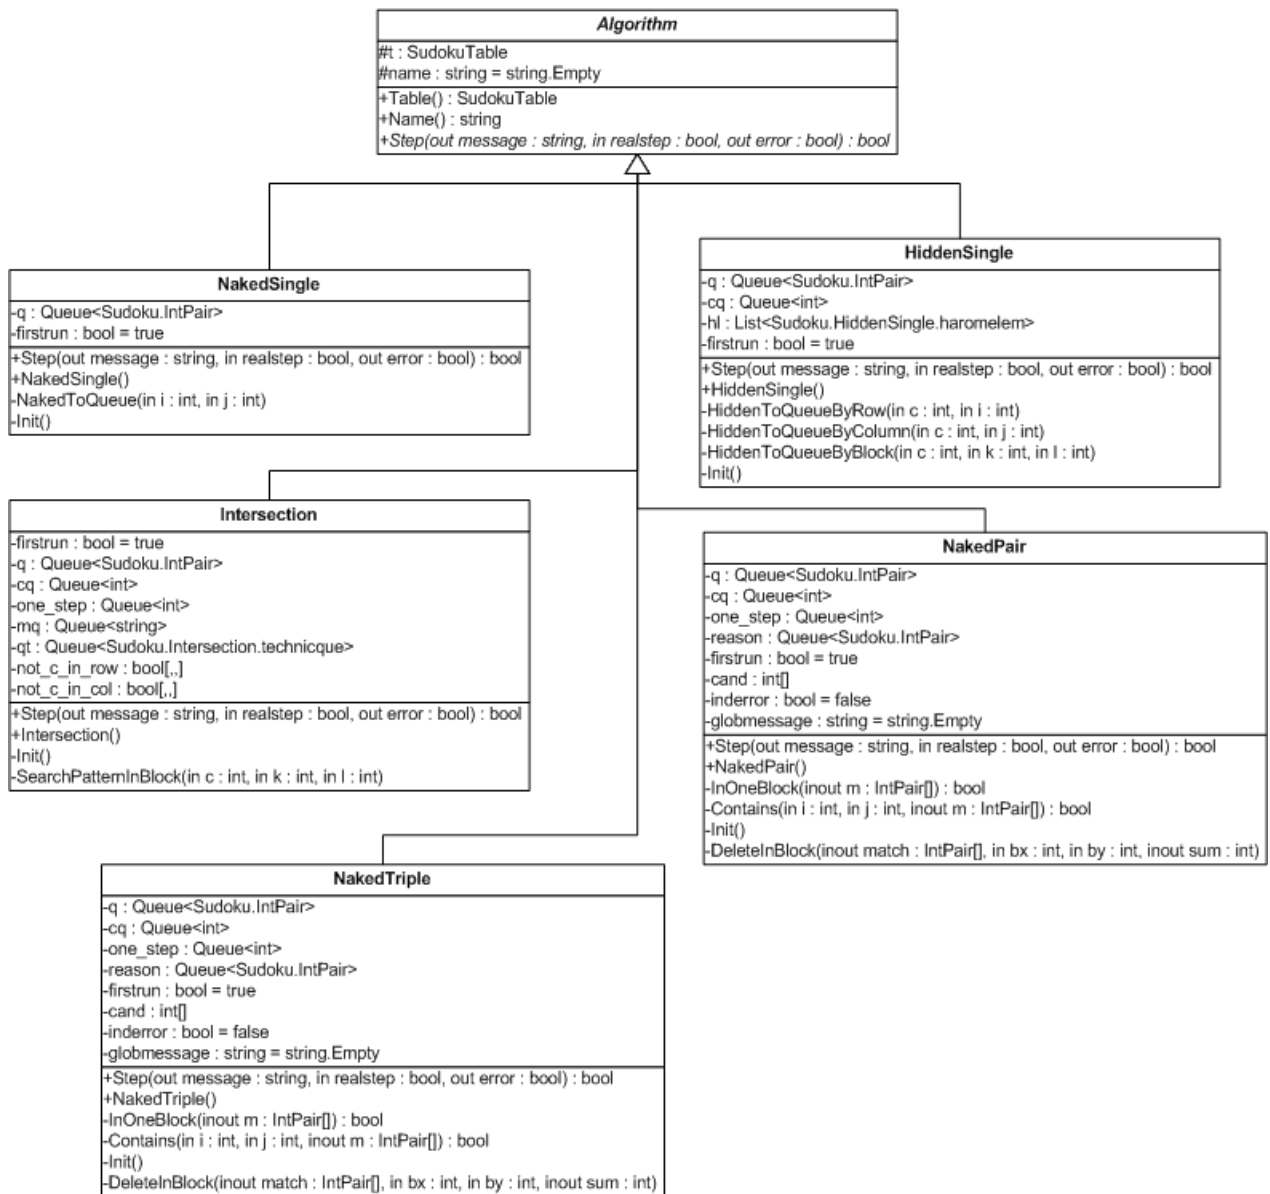 Algorithm
#t : SudokuTable
#name : string = string.Empty
+Table() : SudokuTable
+Name() : string
+Step(out message : string, in realstep : bool, out error : bool) : bool
NakedSingle
-q : Queue<Sudoku.IntPair>
-firstrun : bool = true
+Step(out message : string, in realstep : bool, out error : bool) : bool
+NakedSingle()
-NakedToQueue(in i : int, in j : int)
-Init()
HiddenSingle
-q : Queue<Sudoku.IntPair>
-cq : Queue<int>
-hl : List<Sudoku.HiddenSingle.haromelem>
-firstrun : bool = true
+Step(out message : string, in realstep : bool, out error : bool) : bool
+HiddenSingle()
-HiddenToQueueByRow(in c : int, in i : int)
-HiddenToQueueByColumn(in c : int, in j : int)
-HiddenToQueueByBlock(in c : int, in k : int, in l : int)
-Init()
Intersection
-firstrun : bool = true
-q : Queue<Sudoku.IntPair>
-cq : Queue<int>
-one_step : Queue<int>
-mq : Queue<string>
-qt : Queue<Sudoku.Intersection.technicque>
-not_c_in_row : bool[,,]
-not_c_in_col : bool[,,]
+Step(out message : string, in realstep : bool, out error : bool) : bool
+Intersection()
-Init()
-SearchPatternInBlock(in c : int, in k : int, in l : int)
NakedPair
-q : Queue<Sudoku.IntPair>
-cq : Queue<int>
-one_step : Queue<int>
-reason : Queue<Sudoku.IntPair>
-firstrun : bool = true
-cand : int[]
-inderror : bool = false
-globmessage : string = string.Empty
+Step(out message : string, in realstep : bool, out error : bool) : bool
+NakedPair()
-InOneBlock(inout m : IntPair[]) : bool
-Contains(in i : int, in j : int, inout m : IntPair[]) : bool
-Init()
-DeleteInBlock(inout match : IntPair[], in bx : int, in by : int, inout sum : int)
NakedTriple
-q : Queue<Sudoku.IntPair>
-cq : Queue<int>
-one_step : Queue<int>
-reason : Queue<Sudoku.IntPair>
-firstrun : bool = true
-cand : int[]
-inderror : bool = false
-globmessage : string = string.Empty
+Step(out message : string, in realstep : bool, out error : bool) : bool
+NakedTriple()
-InOneBlock(inout m : IntPair[]) : bool
-Contains(in i : int, in j : int, inout m : IntPair[]) : bool
-Init()
-DeleteInBlock(inout match : IntPair[], in bx : int, in by : int, inout sum : int)